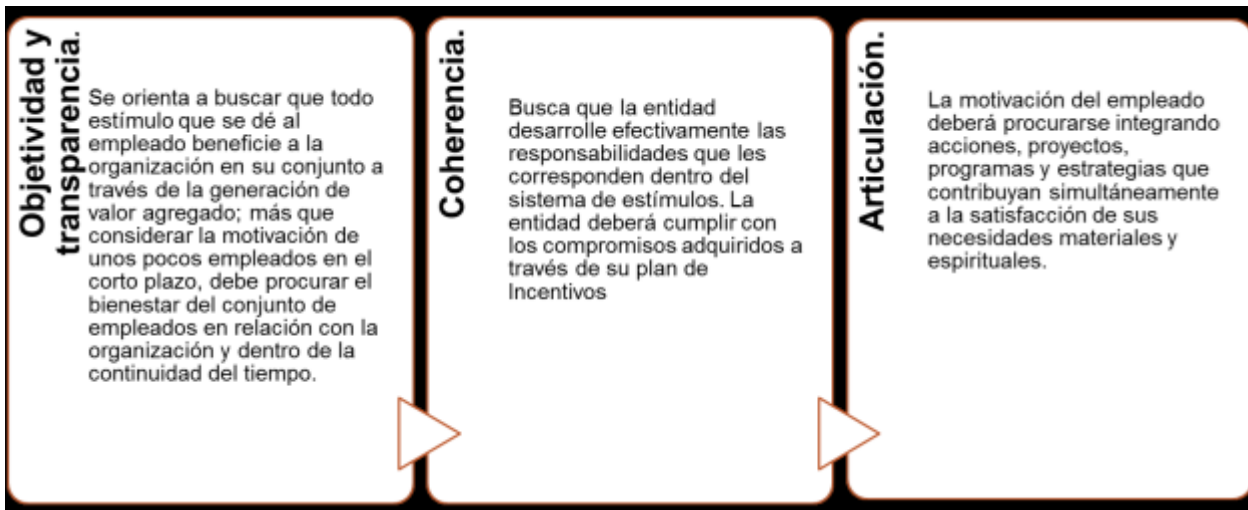 Objetividad y
transparencia.
Se orienta a buscar que todo
estímulo que se dé al
empleado beneficie a la
organización en su conjunto a
través de la generación de
valor agregado; más que
considerar la motivación de
unos pocos empleados en el
corto plazo, debe procurar el
bienestar del conjunto de
empleados en relación con la
organización y dentro de la
continuidad del tiempo.
Coherencia.
Busca que la entidad
desarrolle efectivamente las
responsabilidades que les
corresponden dentro del
sistema de estímulos. La
entidad deberá cumplir con
los compromisos adquiridos a
través de su plan de
Incentivos
Articulación.
La motivación del empleado
deberá procurarse integrando
acciones, proyectos,
programas y estrategias que
contribuyan simultáneamente
a la satisfacción de sus
necesidades materiales y
espirituales.